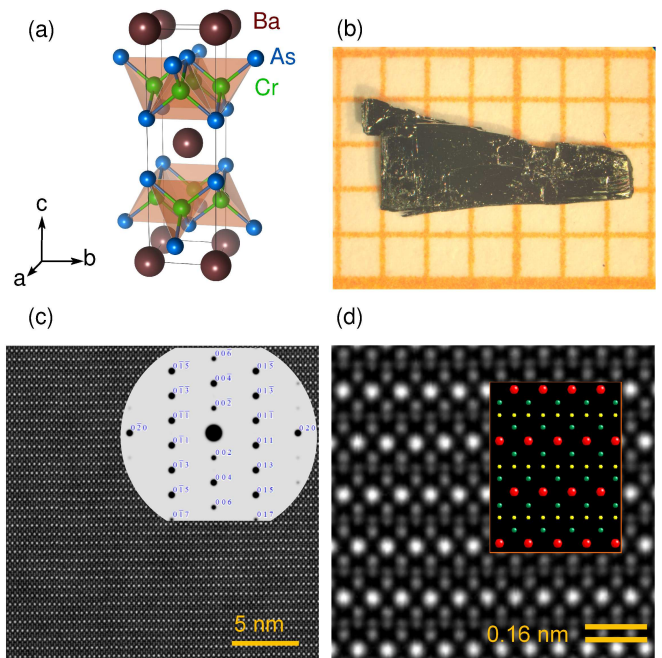 (a)
Ba
As
Cr
c
b
a
(b)
(c)
0 0 6̅
0 1̅ 5̅
0 0 4̅
0 1 5̅
0 1̅ 3̅
0 0 2̅
0 1 3̅
0 1̅ 1̅
0 1 1̅
0 2̅ 0
0 2 0
0 1̅ 1
0 1 1
0 0 2
0 1̅ 3
0 0 4
0 1 3
0 1̅ 5
0 0 6
0 1 5
0 1̅ 7
0 1 7
5 nm
(d)
0.16 nm